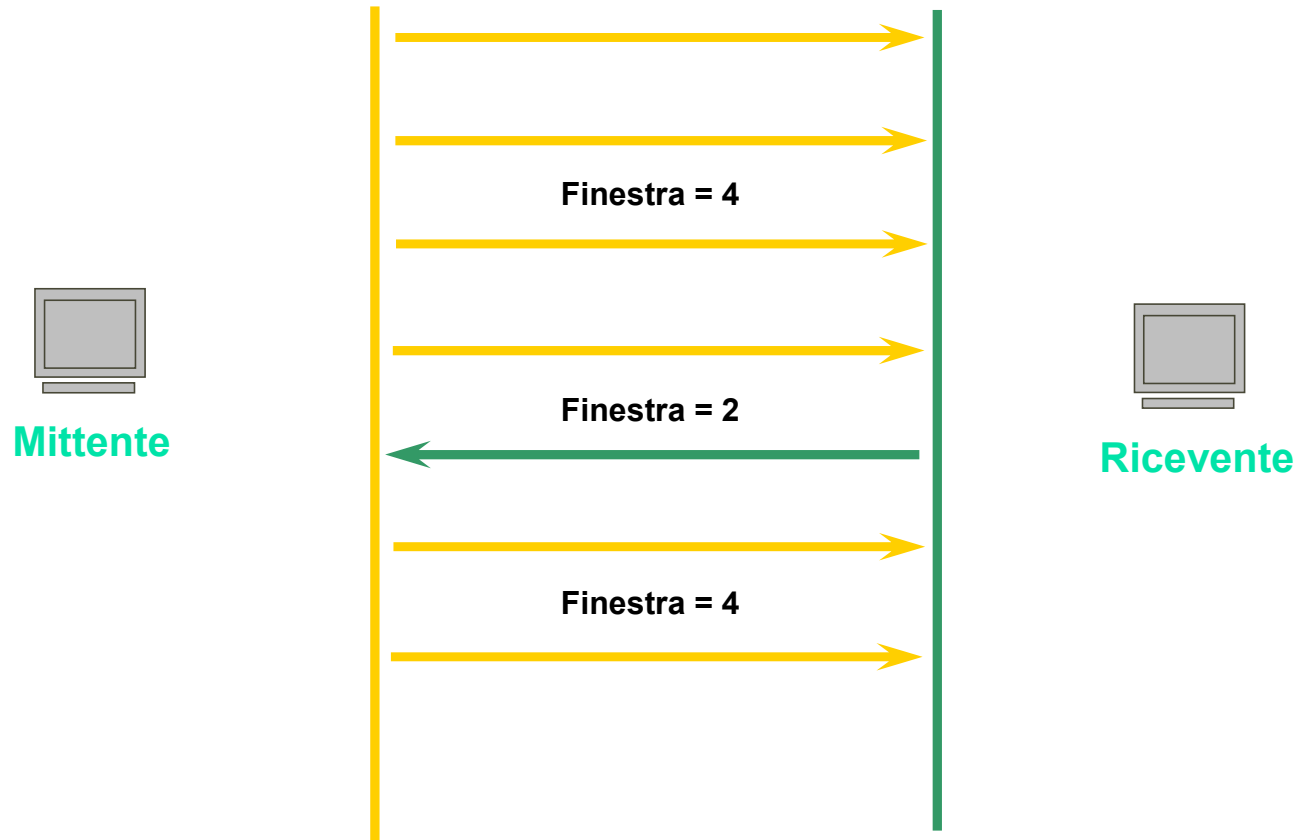 Finestra = 4
Finestra = 2
Mittente
Ricevente
Finestra = 4